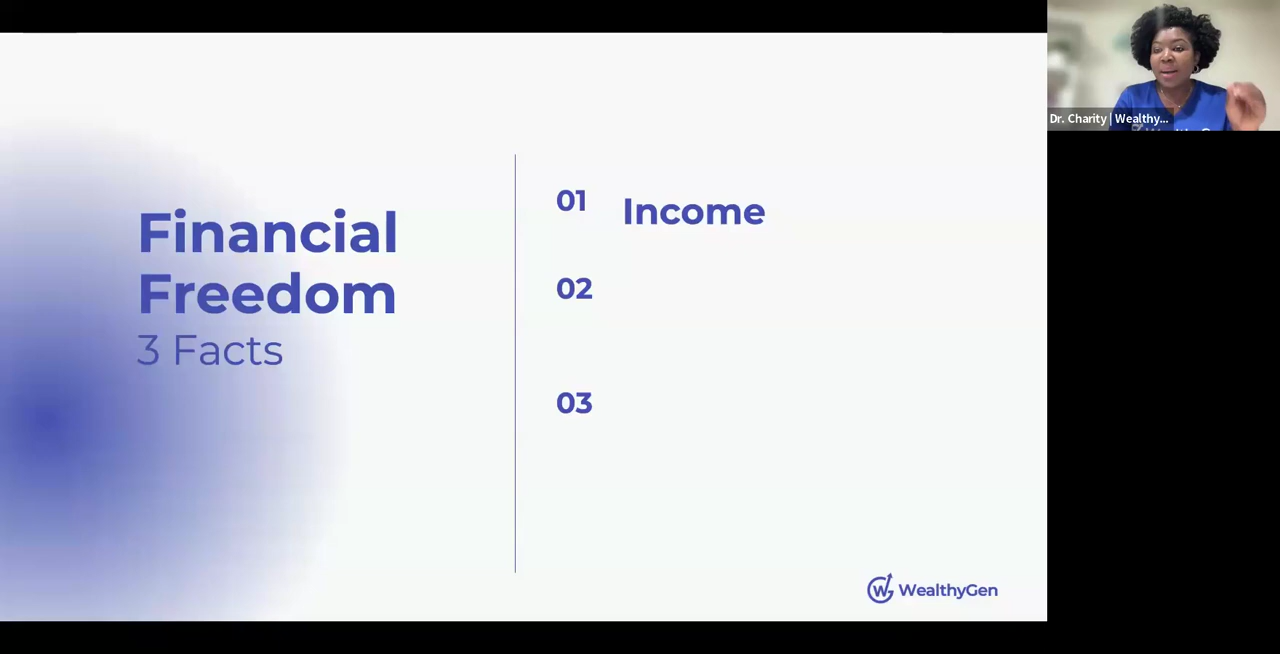 Financial
Freedom
3 Facts
01
Income
02
03
WealthyGen
Dr. Charity | Wealthy...